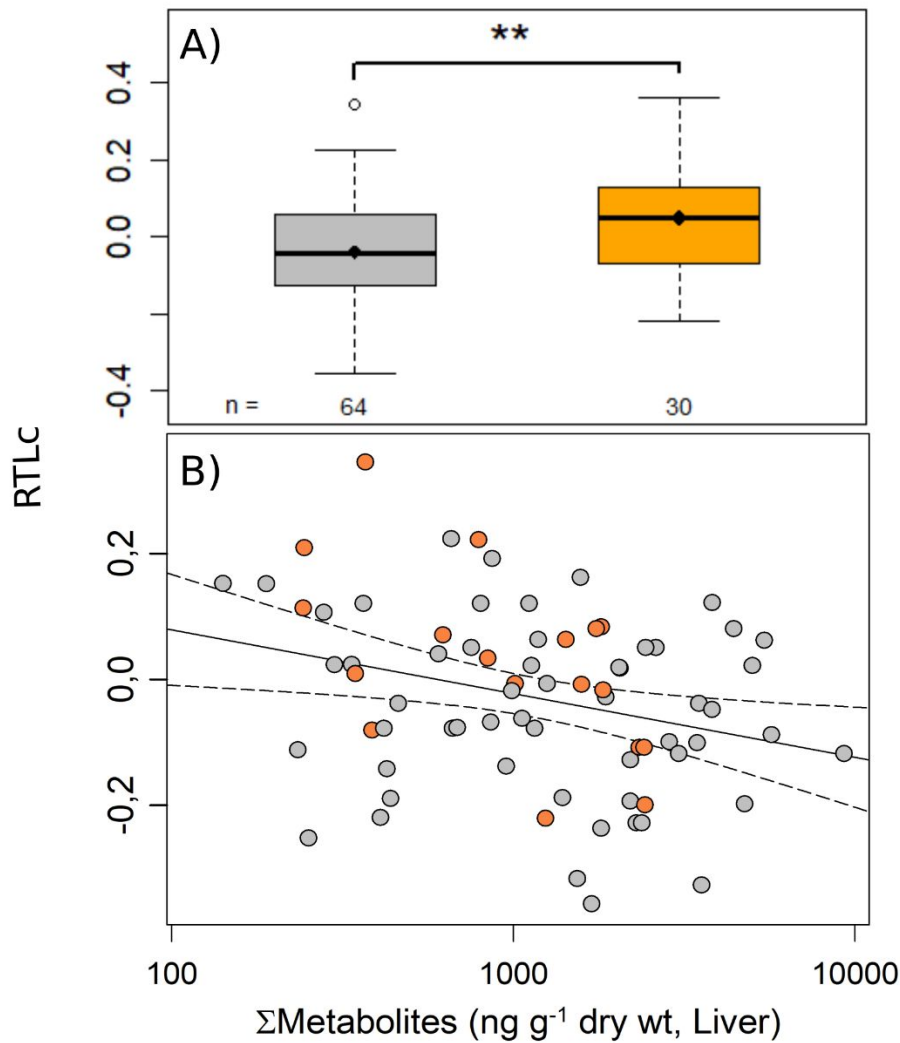 A)
**
0.4
0.2
0.0
-0.4
n = 64 30
RTLc
B)
0,2
0,0
-0,2
100 1000 10000
ΣMetabolites (ng g⁻¹ dry wt, Liver)